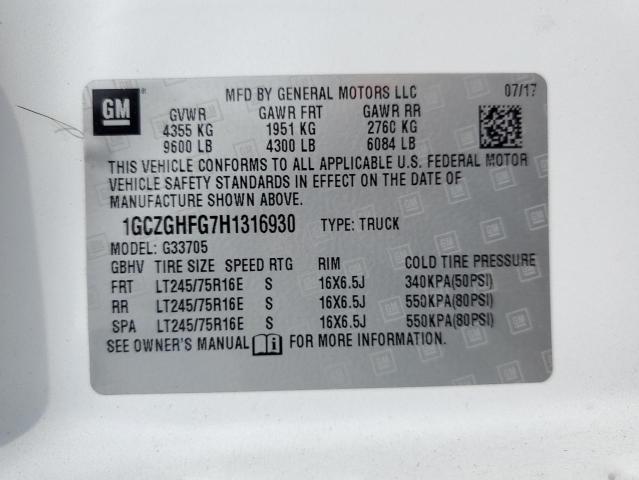 GM
MFD BY GENERAL MOTORS LLC 07/17
GVWR GAWR FRT GAWR RR
4355 KG 1951 KG 2760 KG
9600 LB 4300 LB 6084 LB
THIS VEHICLE CONFORMS TO ALL APPLICABLE U.S. FEDERAL MOTOR
VEHICLE SAFETY STANDARDS IN EFFECT ON THE DATE OF
MANUFACTURE SHOWN ABOVE.
1GCZGHFG7H1316930 TYPE: TRUCK
MODEL: G33705
GBHV TIRE SIZE SPEED RTG RIM COLD TIRE PRESSURE
FRT LT245/75R16E S 16X6.5J 340KPA(50PSI)
RR LT245/75R16E S 16X6.5J 550KPA(80PSI)
SPA LT245/75R16E S 16X6.5J 550KPA(80PSI)
SEE OWNER'S MANUAL i FOR MORE INFORMATION.